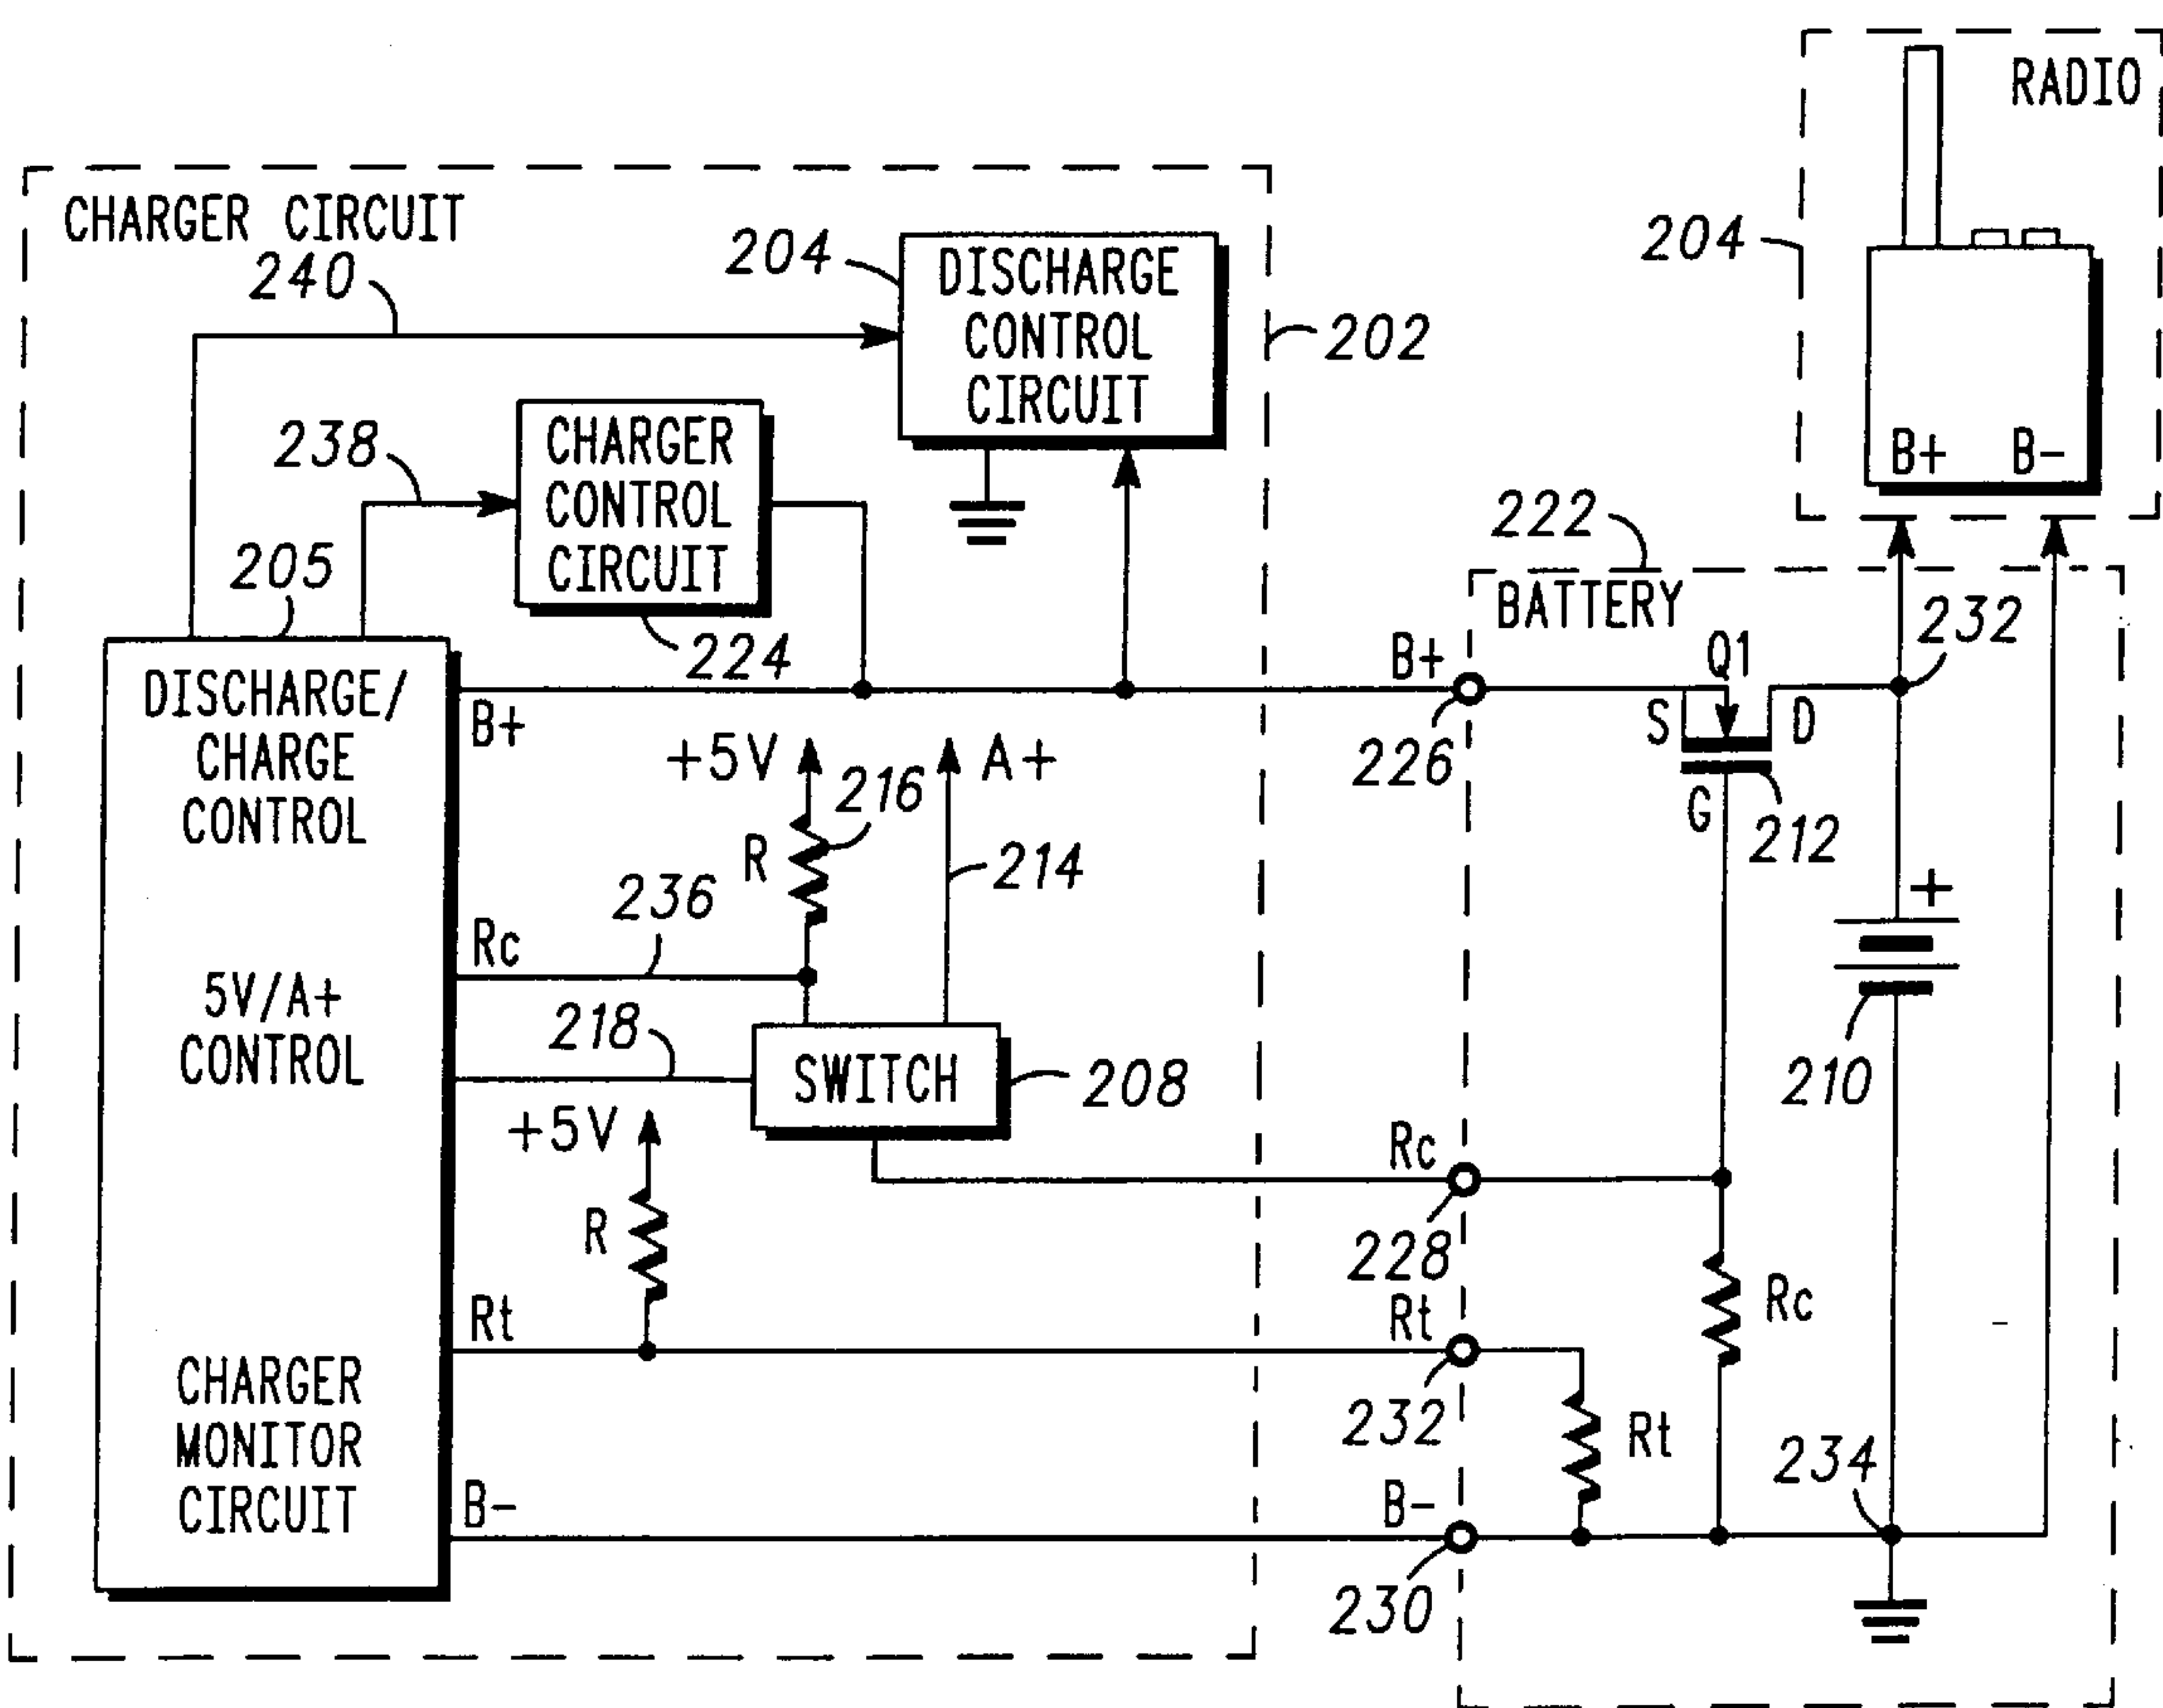 RADIO
CHARGER CIRCUIT
240
204
DISCHARGE
CONTROL
CIRCUIT
202
204
238
CHARGER
CONTROL
CIRCUIT
B+ B-
222
205
224
BATTERY
232
DISCHARGE/
CHARGE
CONTROL
B+
B+
226
Q1
S
D
G
212
+5V
A+
216
R
214
236
Rc
+
210
5V/A+
CONTROL
218
SWITCH
208
+5V
R
Rc
228
Rc
Rt
Rt
232
Rt
CHARGER
MONITOR
CIRCUIT
B-
B-
230
234